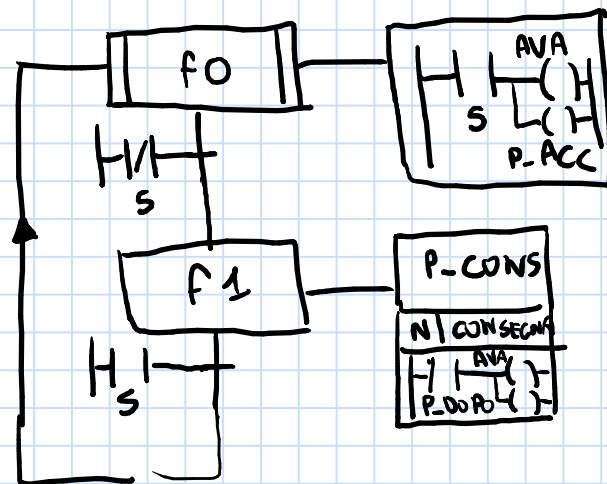 f0
AVA
S
P_ACC
S
f1
P_CONS
N CONSEGNA
AVA
P_DOPO
S